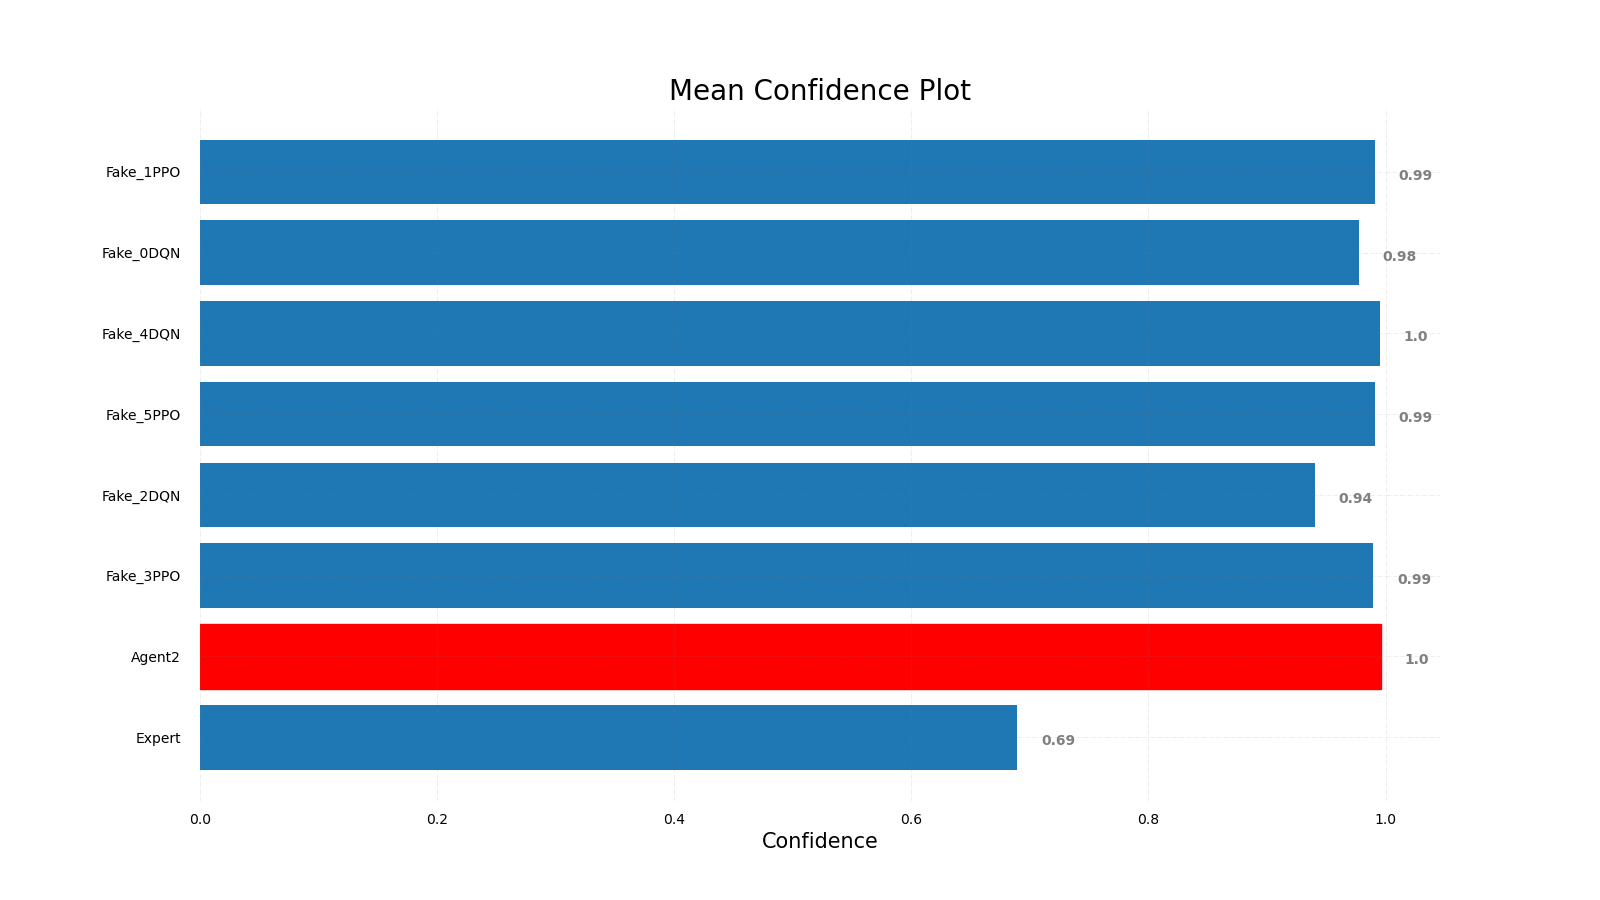 Mean Confidence Plot
Fake_1PPO 0.99
Fake_0DQN 0.98
Fake_4DQN 1.0
Fake_5PPO 0.99
Fake_2DQN 0.94
Fake_3PPO 0.99
Agent2 1.0
Expert 0.69
0.0 0.2 0.4 0.6 0.8 1.0
Confidence